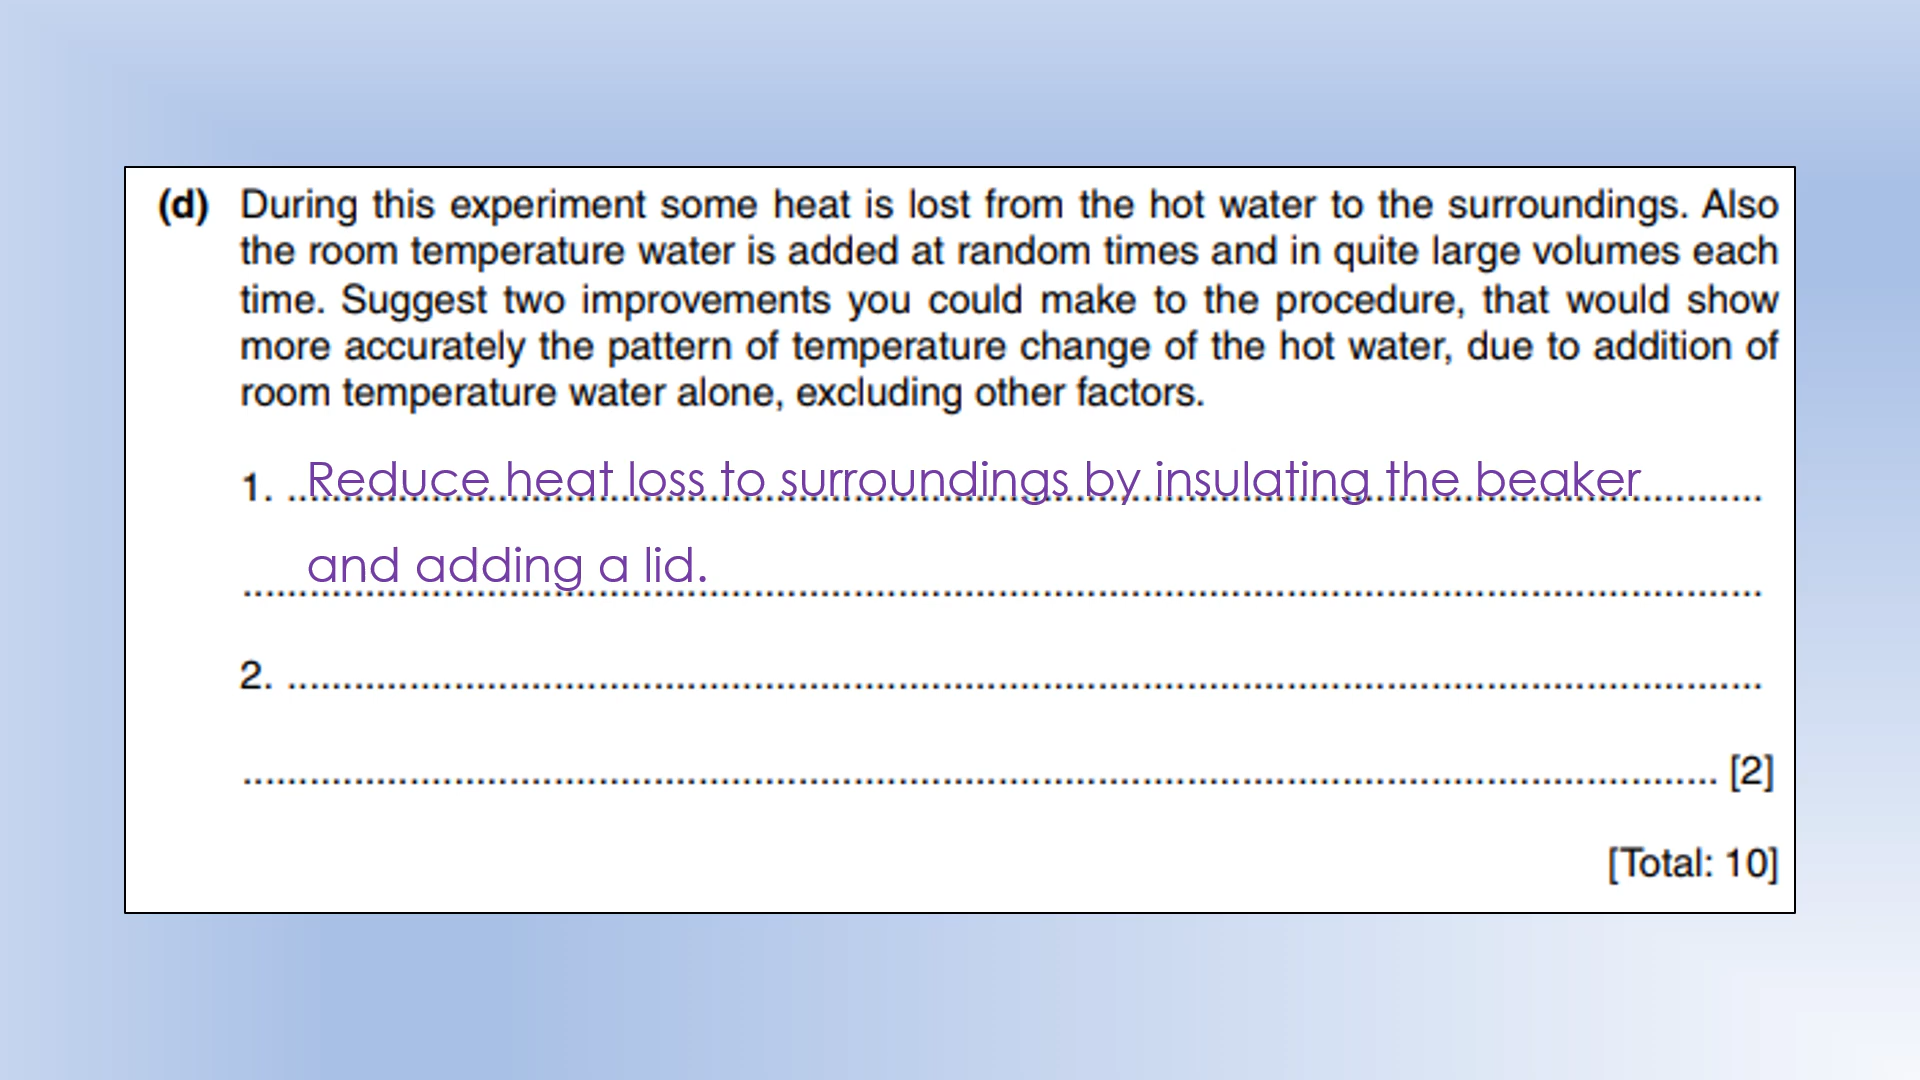 (d) During this experiment some heat is lost from the hot water to the surroundings. Also
the room temperature water is added at random times and in quite large volumes each
time. Suggest two improvements you could make to the procedure, that would show
more accurately the pattern of temperature change of the hot water, due to addition of
room temperature water alone, excluding other factors.
1. Reduce heat loss to surroundings by insulating the beaker
and adding a lid.
2.
[2]
[Total: 10]